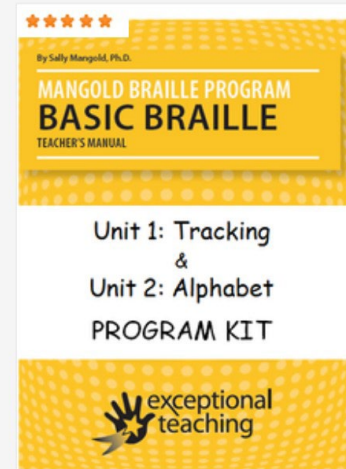 By Sally Mangold, Ph.D.
MANGOLD BRAILLE PROGRAM
BASIC BRAILLE
TEACHER'S MANUAL
Unit 1: Tracking
&
Unit 2: Alphabet
PROGRAM KIT
exceptional
teaching